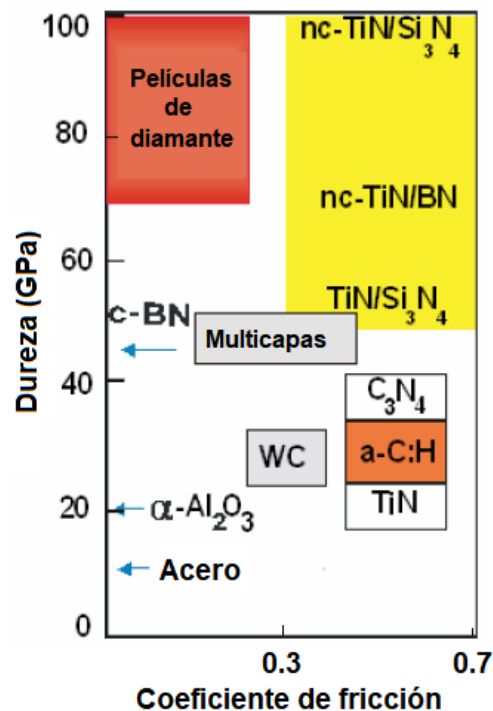 100
nc-TiN/Si₃N₄
Películas
de
diamante
80
nc-TiN/BN
60
TiN/Si₃N₄
c-BN
Multicapas
Dureza (GPa)
40
C₃N₄
WC
a-C:H
TiN
20
α-Al₂O₃
Acero
0
0.3
0.7
Coeficiente de fricción